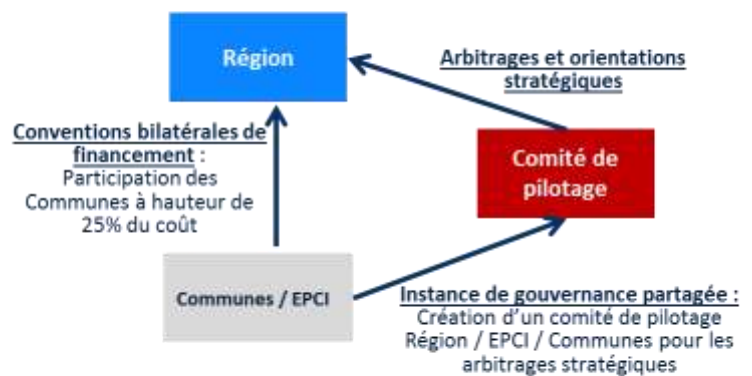 Région
Arbitrages et orientations
stratégiques
Conventions bilatérales de
financement :
Participation des
Communes à hauteur de
25% du coût
Comité de
pilotage
Communes / EPCI
Instance de gouvernance partagée :
Création d'un comité de pilotage
Région / EPCI / Communes pour les
arbitrages stratégiques